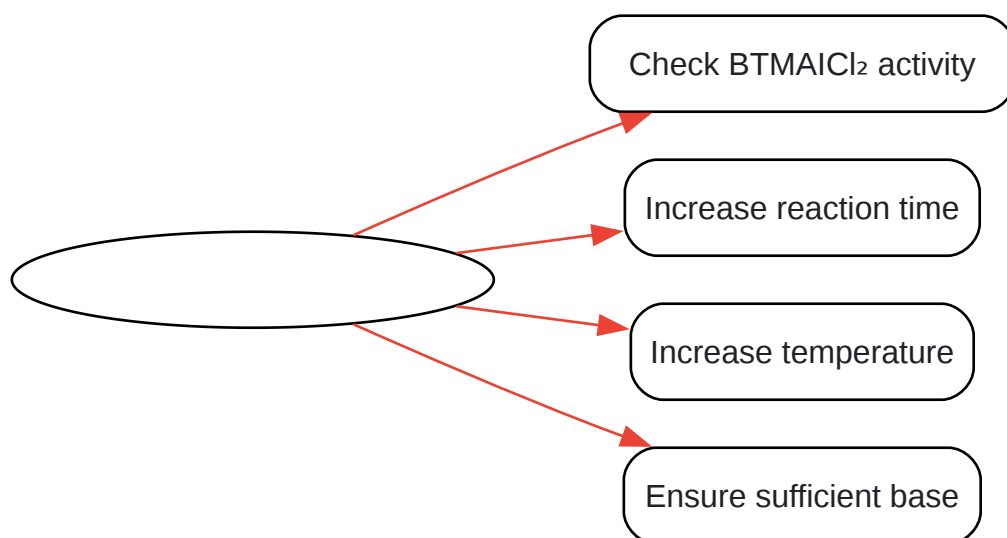 Check BTMAICl₂ activity
Increase reaction time
Increase temperature
Ensure sufficient base